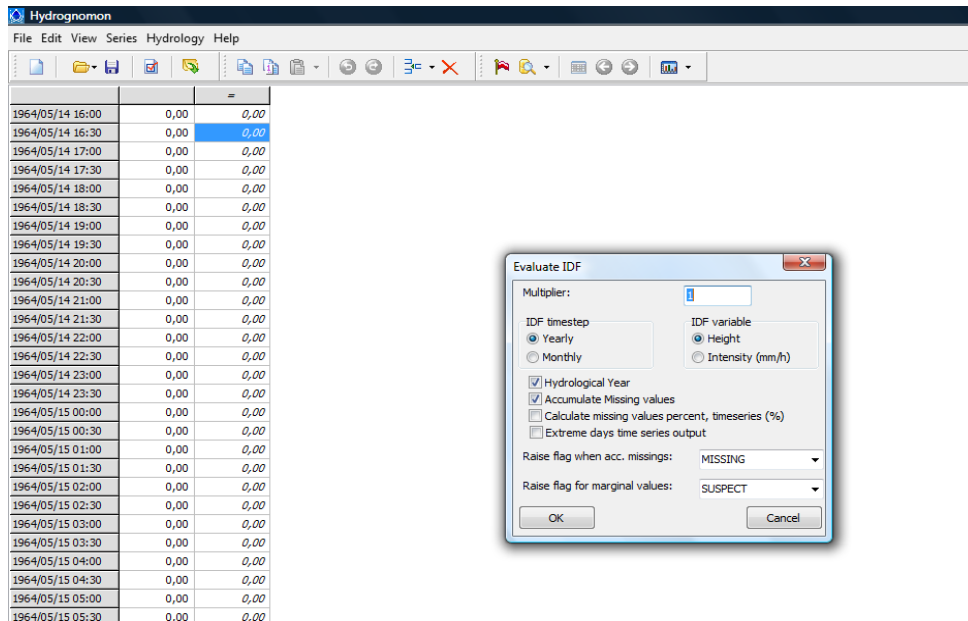 Hydrognomon
File Edit View Series Hydrology Help
=
1964/05/14 16:00 0,00 0,00
1964/05/14 16:30 0,00 0,00
1964/05/14 17:00 0,00 0,00
1964/05/14 17:30 0,00 0,00
1964/05/14 18:00 0,00 0,00
1964/05/14 18:30 0,00 0,00
1964/05/14 19:00 0,00 0,00
1964/05/14 19:30 0,00 0,00
1964/05/14 20:00 0,00 0,00
1964/05/14 20:30 0,00 0,00
1964/05/14 21:00 0,00 0,00
1964/05/14 21:30 0,00 0,00
1964/05/14 22:00 0,00 0,00
1964/05/14 22:30 0,00 0,00
1964/05/14 23:00 0,00 0,00
1964/05/14 23:30 0,00 0,00
1964/05/15 00:00 0,00 0,00
1964/05/15 00:30 0,00 0,00
1964/05/15 01:00 0,00 0,00
1964/05/15 01:30 0,00 0,00
1964/05/15 02:00 0,00 0,00
1964/05/15 02:30 0,00 0,00
1964/05/15 03:00 0,00 0,00
1964/05/15 03:30 0,00 0,00
1964/05/15 04:00 0,00 0,00
1964/05/15 04:30 0,00 0,00
1964/05/15 05:00 0,00 0,00
1964/05/15 05:30 0,00 0,00
Evaluate IDF
Multiplier: 1
IDF timestep
Yearly
Monthly
IDF variable
Height
Intensity (mm/h)
Hydrological Year
Accumulate Missing values
Calculate missing values percent, timeseries (%)
Extreme days time series output
Raise flag when acc. missings: MISSING
Raise flag for marginal values: SUSPECT
OK Cancel